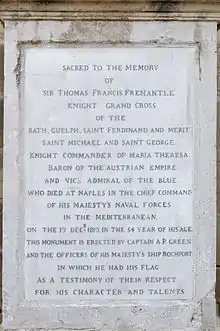 SACRED TO THE MEMORY
OF
SIR THOMAS FRANCIS FREMANTLE
KNIGHT GRAND CROSS
OF THE
BATH, GUELPH, SAINT FERDINAND AND MERIT,
SAINT MICHAEL AND SAINT GEORGE.
KNIGHT COMMANDER OF MARIA THERESA
BARON OF THE AUSTRIAN EMPIRE
AND VICE ADMIRAL OF THE BLUE
WHO DIED AT NAPLES IN THE CHIEF COMMAND
OF HIS MAJESTY'S NAVAL FORCES
IN THE MEDITERRANEAN.
ON THE 19 DECR 1819. IN THE 54 YEAR OF HIS AGE.
THIS MONUMENT IS ERECTED BY CAPTAIN A.P. GREEN
AND THE OFFICERS OF HIS MAJESTY'S SHIP ROCHFORT
IN WHICH HE HAD HIS FLAG
AS A TESTIMONY OF THEIR RESPECT
FOR HIS CHARACTER AND TALENTS